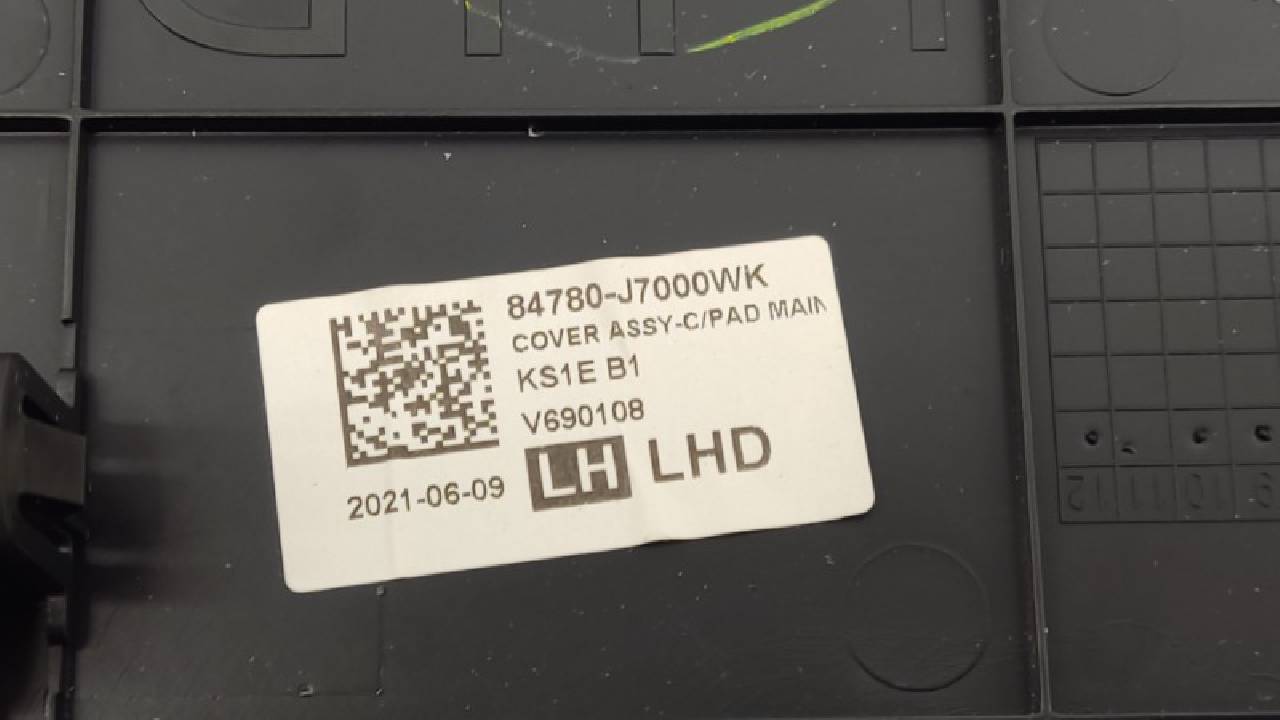 84780-J7000WK
COVER ASSY-C/PAD MAIN
KS1E B1
V690108
LH LHD
2021-06-09